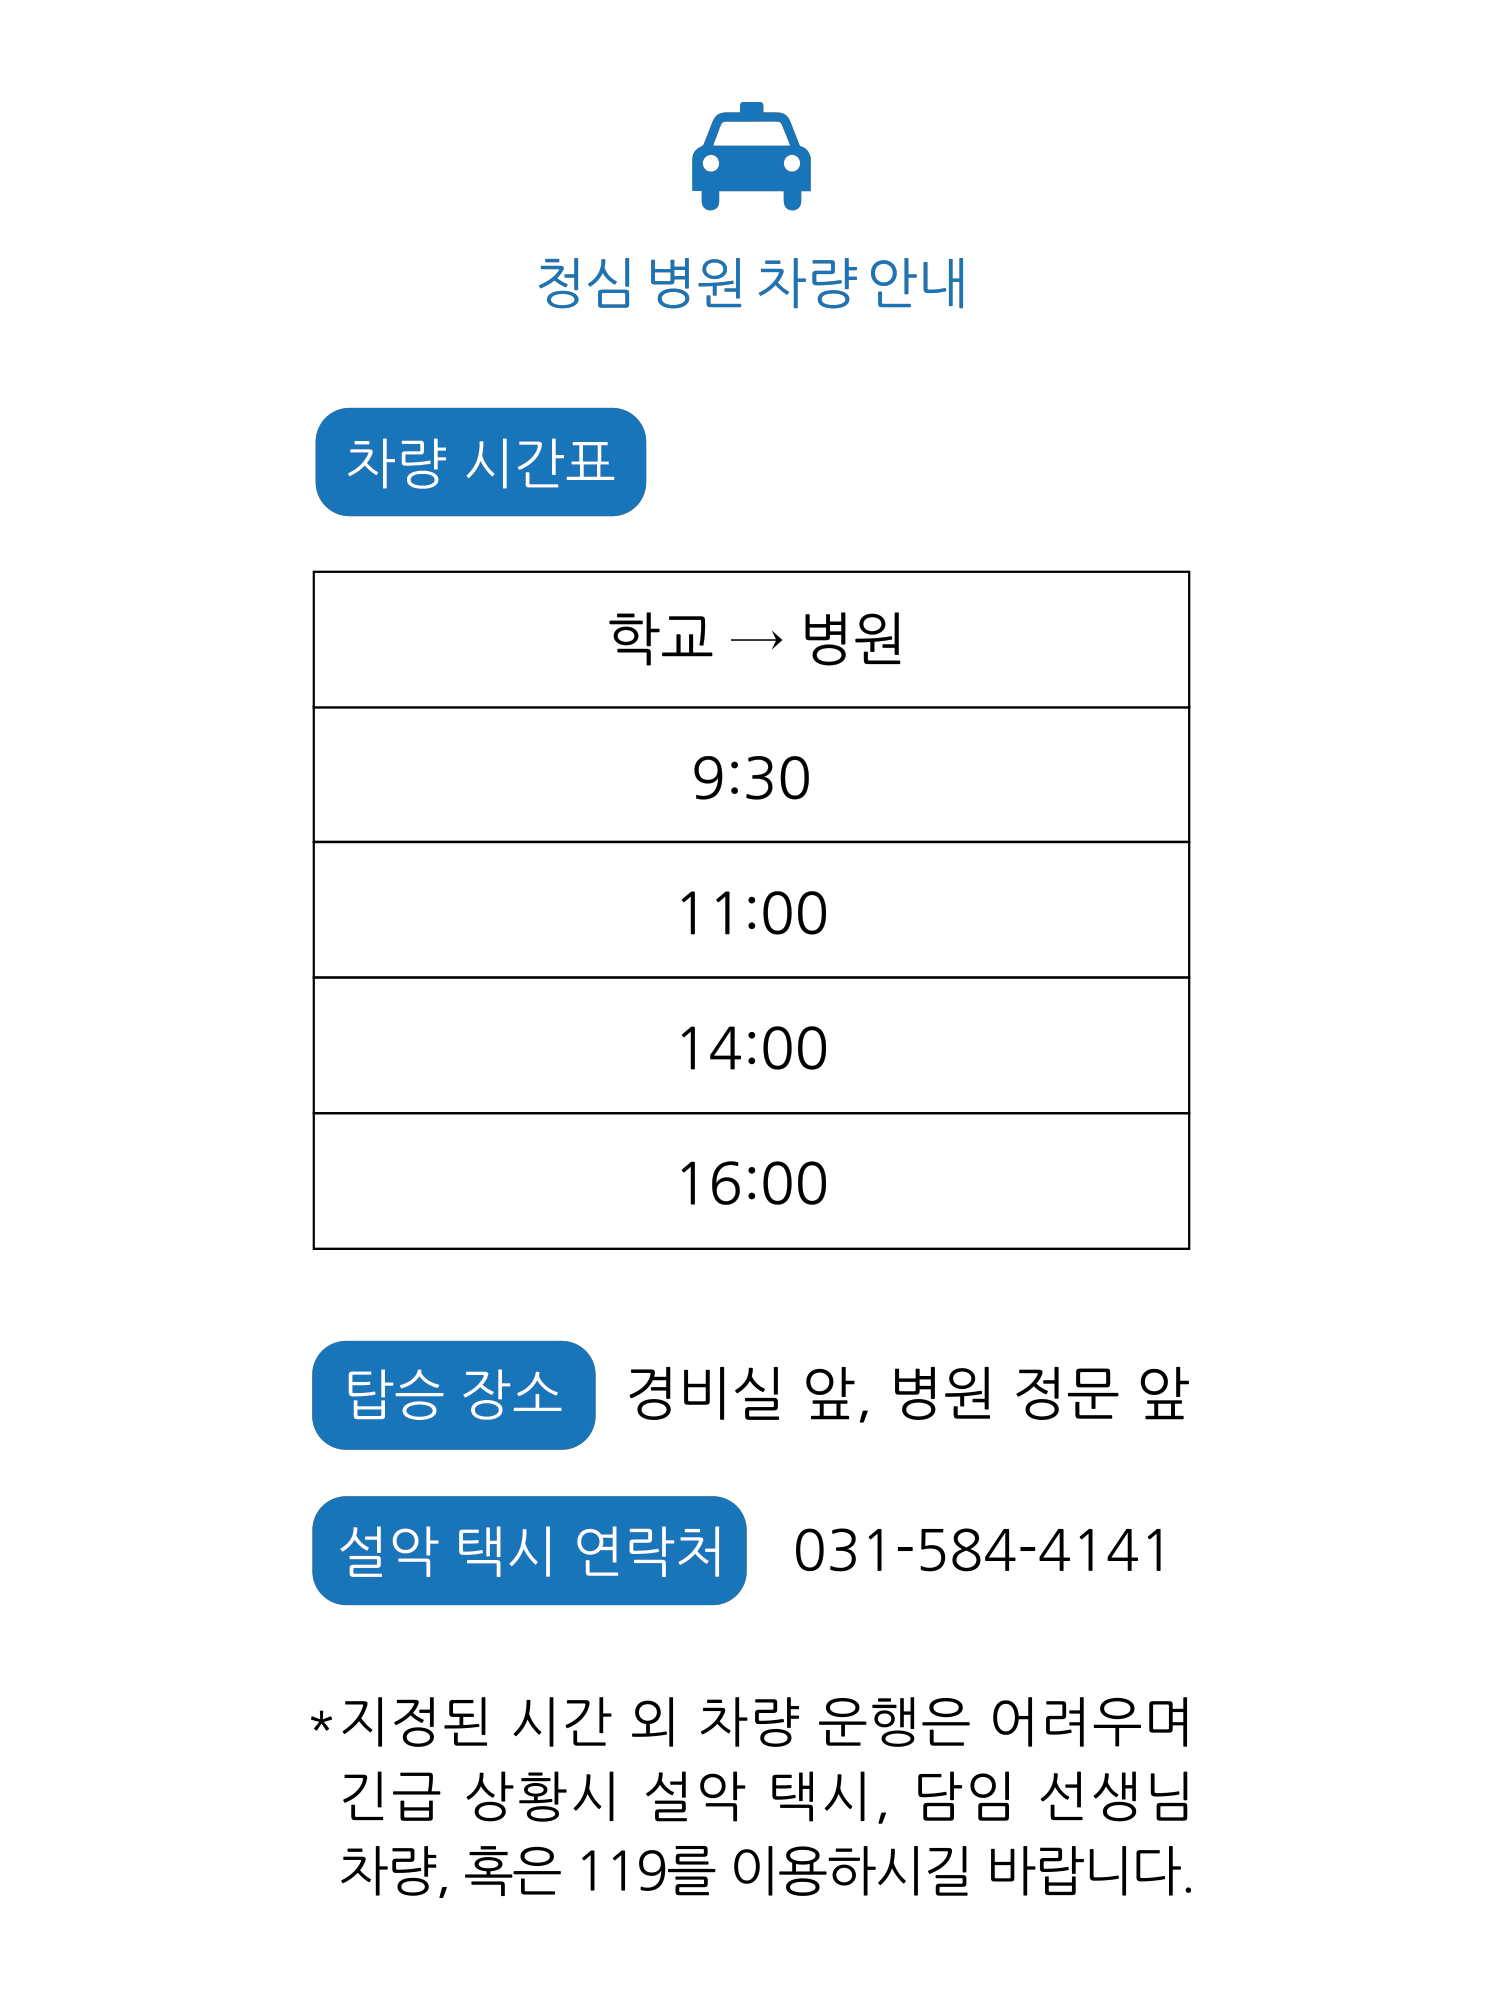 청심 병원 차량 안내
차량 시간표
학교 → 병원
9:30
11:00
14:00
16:00
탑승 장소 경비실 앞, 병원 정문 앞
설악 택시 연락처 031-584-4141
*지정된 시간 외 차량 운행은 어려우며
긴급 상황시 설악 택시, 담임 선생님
차량, 혹은 119를 이용하시길 바랍니다.